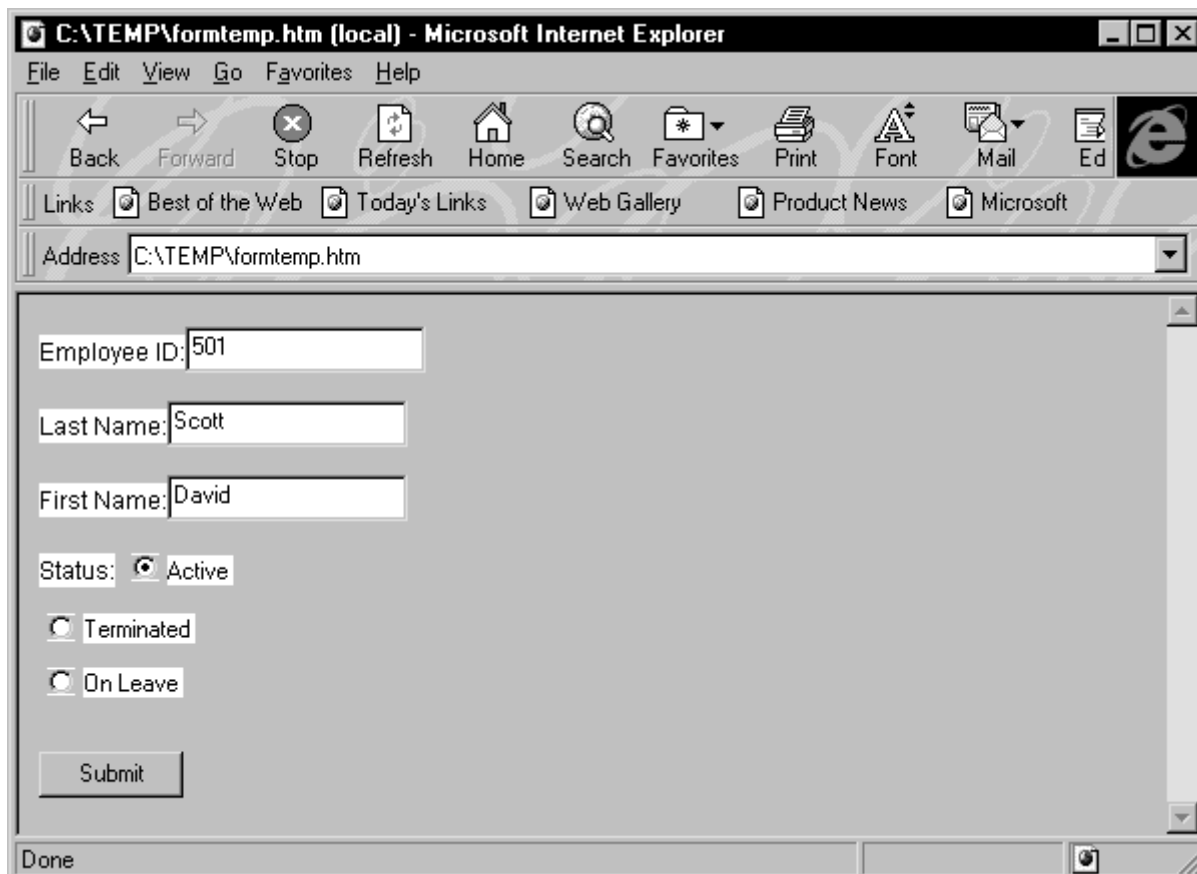 C:\TEMP\formtemp.htm (local) - Microsoft Internet Explorer
File Edit View Go Favorites Help
Back Forward Stop Refresh Home Search Favorites Print Font Mail Ed
Links Best of the Web Today's Links Web Gallery Product News Microsoft
Address C:\TEMP\formtemp.htm
Employee ID: 501
Last Name: Scott
First Name: David
Status: Active
Terminated
On Leave
Submit
Done